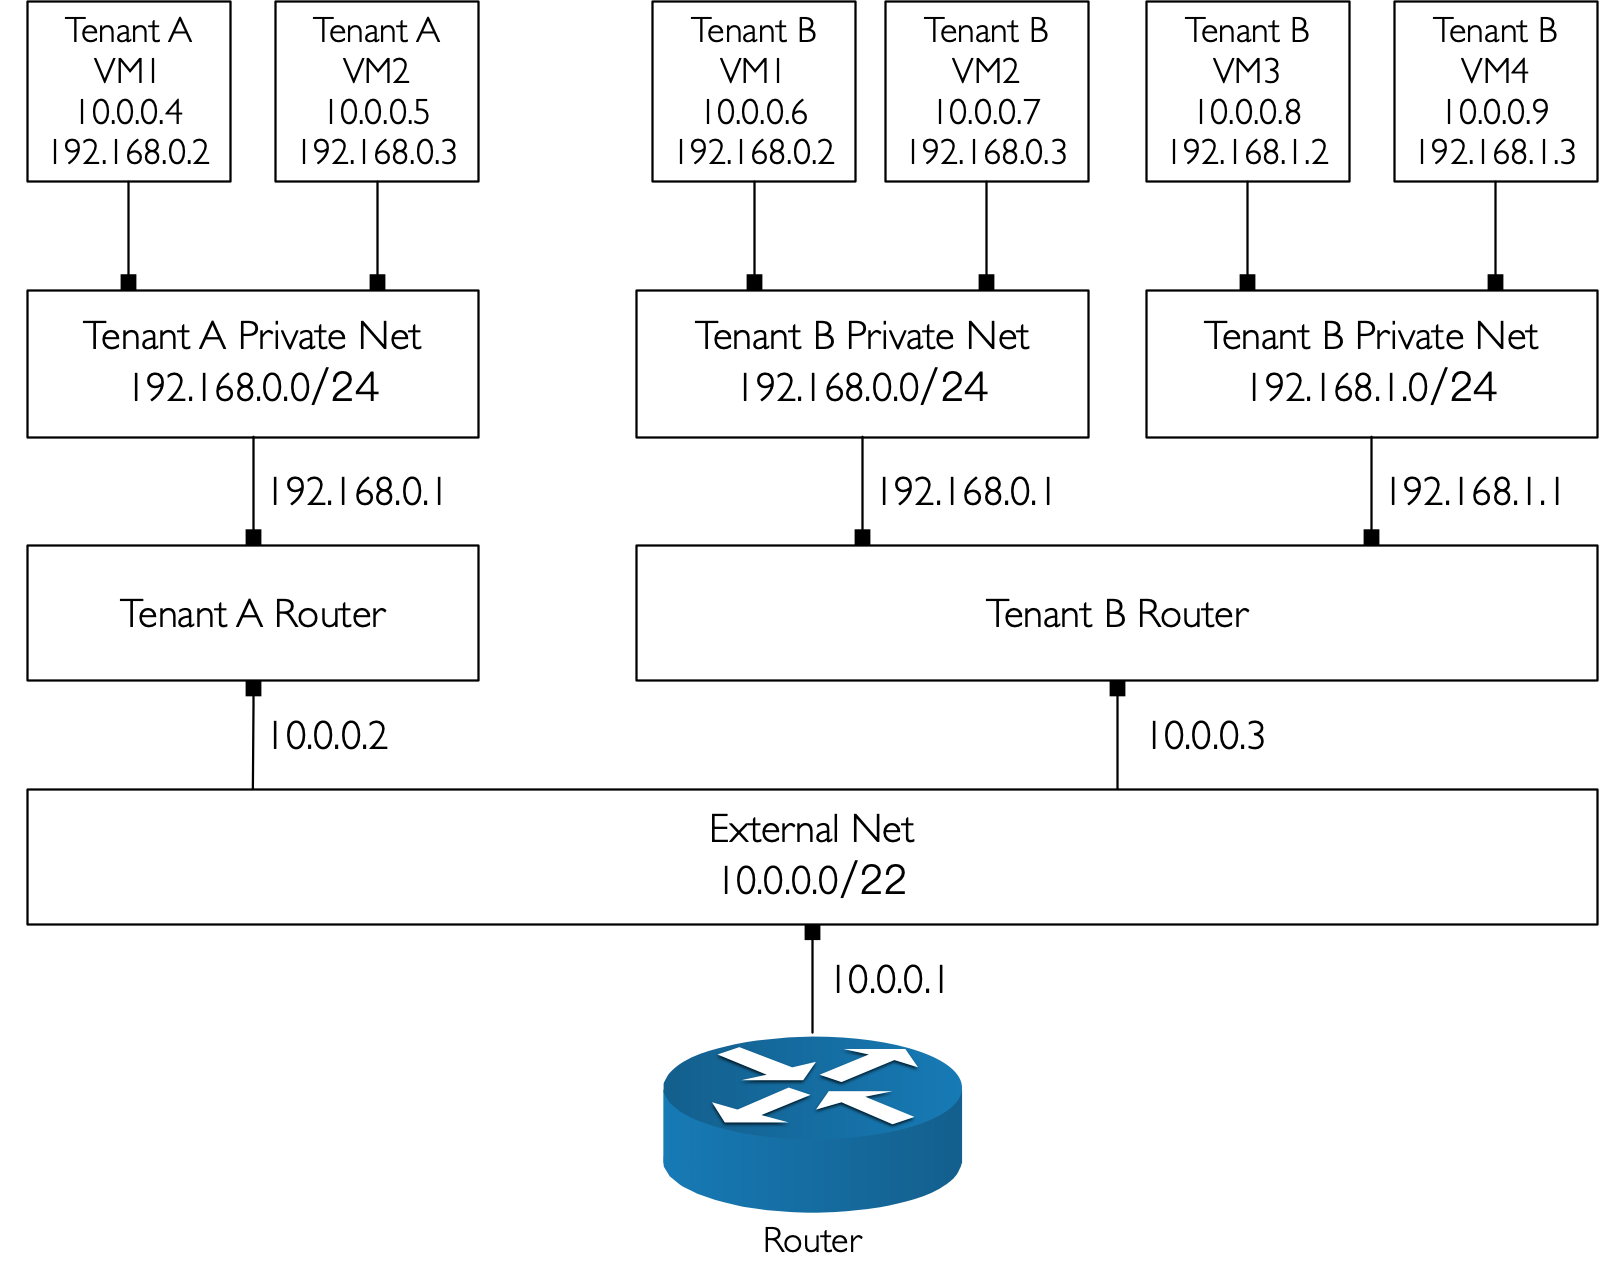 Tenant A
VM1
10.0.0.4
192.168.0.2
Tenant A
VM2
10.0.0.5
192.168.0.3
Tenant B
VM1
10.0.0.6
192.168.0.2
Tenant B
VM2
10.0.0.7
192.168.0.3
Tenant B
VM3
10.0.0.8
192.168.1.2
Tenant B
VM4
10.0.0.9
192.168.1.3
Tenant A Private Net
192.168.0.0/24
Tenant B Private Net
192.168.0.0/24
Tenant B Private Net
192.168.1.0/24
192.168.0.1
192.168.0.1
192.168.1.1
Tenant A Router
Tenant B Router
10.0.0.2
10.0.0.3
External Net
10.0.0.0/22
10.0.0.1
Router